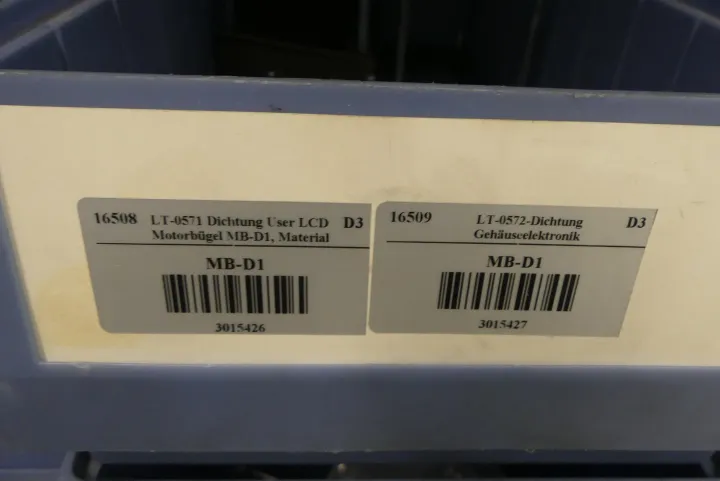 16508 LT-0571 Dichtung User LCD D3
Motorbügel MB-D1, Material
MB-D1
3015426
16509 LT-0572-Dichtung D3
Gehäuseelektronik
MB-D1
3015427